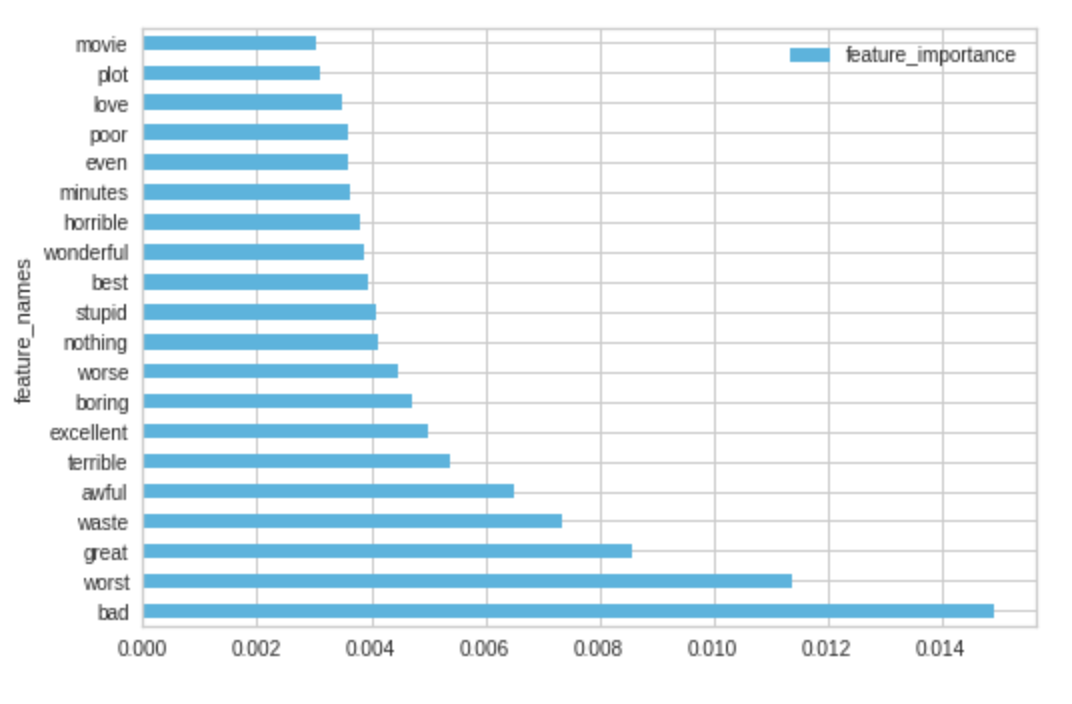 feature_importance
movie
plot
love
poor
even
minutes
horrible
wonderful
best
stupid
nothing
worse
boring
excellent
terrible
awful
waste
great
worst
bad
feature_names
0.000 0.002 0.004 0.006 0.008 0.010 0.012 0.014